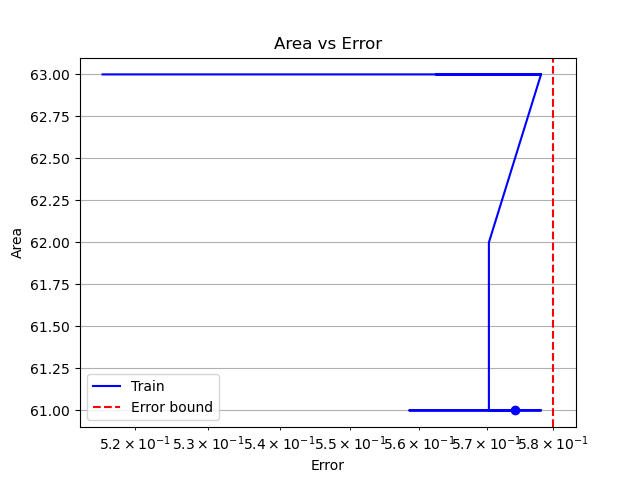 Area vs Error
63.00
62.75
62.50
62.25
62.00
61.75
61.50
61.25
61.00
Area
Train
Error bound
5.2 × 10⁻¹ 5.3 × 10⁻¹ 5.4 × 10⁻¹ 5.5 × 10⁻¹ 5.6 × 10⁻¹ 5.7 × 10⁻¹ 5.8 × 10⁻¹
Error